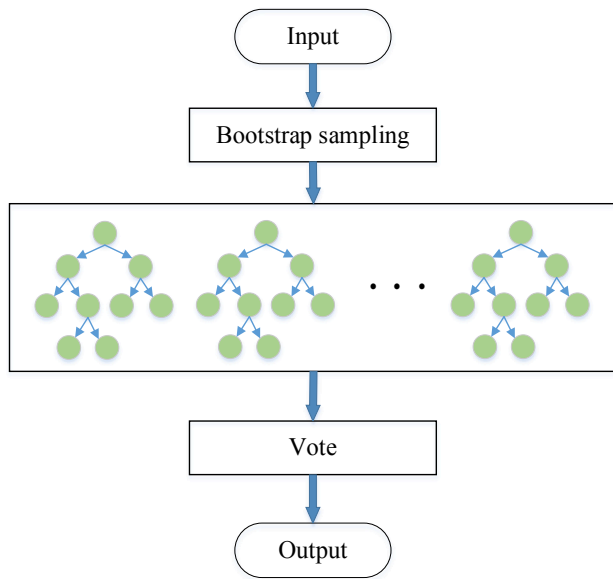 Input
Bootstrap sampling
. . .
Vote
Output